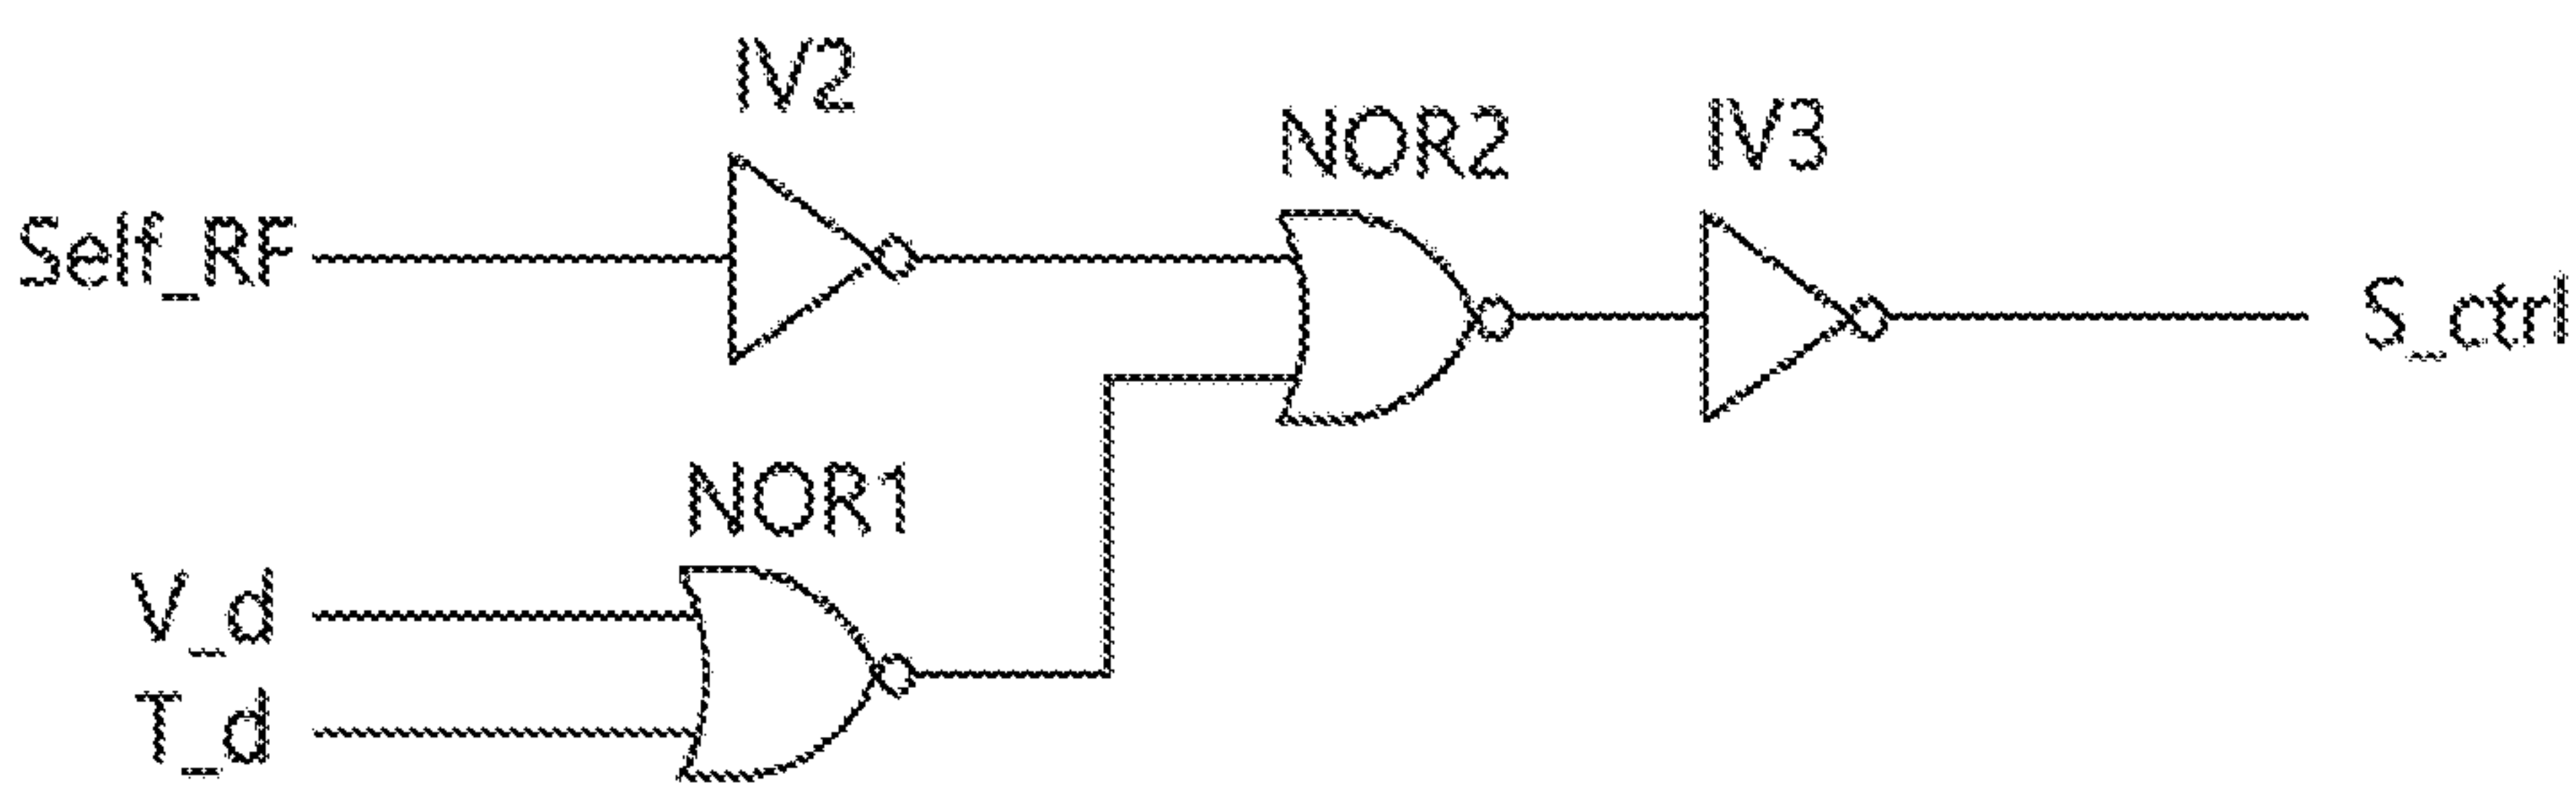 IV2
NOR2
IV3
Self_RF
S_ctrl
NOR1
V_d
T_d